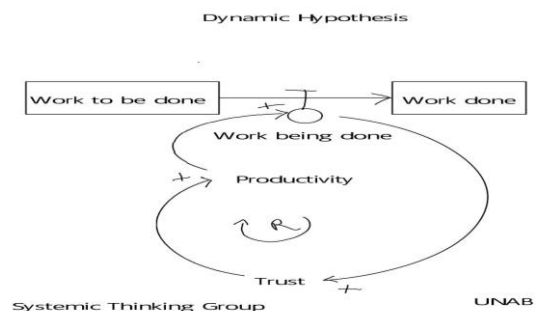 Dynamic Hypothesis
Work to be done
Work done
+
Work being done
+
Productivity
R
Trust
+
Systemic Thinking Group
UNAB